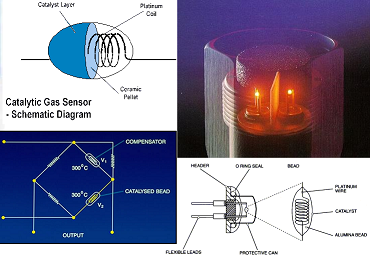 Catalyst Layer
Platinum
Coil
Ceramic
Pellet
Catalytic Gas Sensor
- Schematic Diagram
COMPENSATOR
300°C
V₁
300°C
CATALYSED BEAD
V₂
OUTPUT
HEADER
O RING SEAL
BEAD
PLATINUM
WIRE
CATALYST
ALUMINA BEAD
FLEXIBLE LEADS
PROTECTIVE CAN